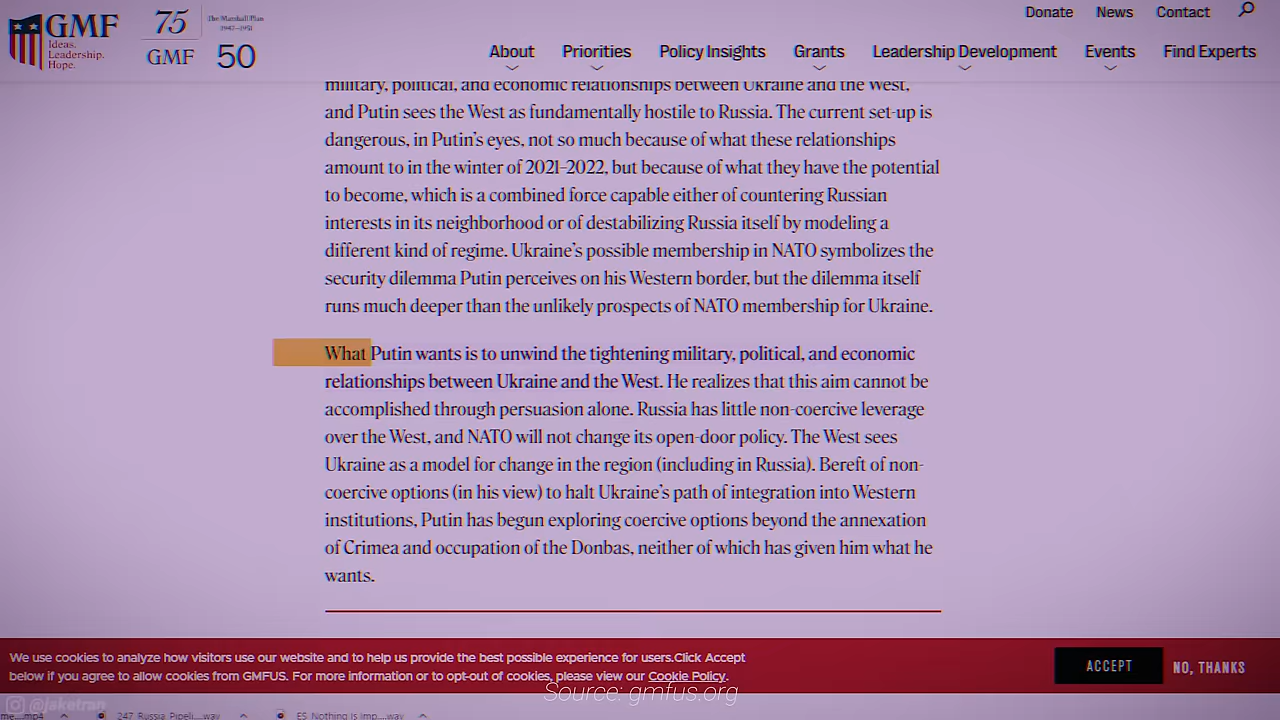 GMF
Ideas.
Leadership.
Hope.
75
The Marshall Plan
1947-1951
GMF 50
Donate News Contact
About Priorities Policy Insights Grants Leadership Development Events Find Experts
military, political, and economic relationships between Ukraine and the West,
and Putin sees the West as fundamentally hostile to Russia. The current set-up is
dangerous, in Putin's eyes, not so much because of what these relationships
amount to in the winter of 2021-2022, but because of what they have the potential
to become, which is a combined force capable either of countering Russian
interests in its neighborhood or of destabilizing Russia itself by modeling a
different kind of regime. Ukraine's possible membership in NATO symbolizes the
security dilemma Putin perceives on his Western border, but the dilemma itself
runs much deeper than the unlikely prospects of NATO membership for Ukraine.
What Putin wants is to unwind the tightening military, political, and economic
relationships between Ukraine and the West. He realizes that this aim cannot be
accomplished through persuasion alone. Russia has little non-coercive leverage
over the West, and NATO will not change its open-door policy. The West sees
Ukraine as a model for change in the region (including in Russia). Bereft of non-
coercive options (in his view) to halt Ukraine's path of integration into Western
institutions, Putin has begun exploring coercive options beyond the annexation
of Crimea and occupation of the Donbas, neither of which has given him what he
wants.
We use cookies to analyze how visitors use our website and to help us provide the best possible experience for users.Click Accept
below if you agree to allow cookies from GMFUS. For more information or to opt-out of cookies, please view our Cookie Policy.
ACCEPT NO, THANKS
Source: gmfus.org
@jaketran
me....mp4 247_Russia_Pipeli....wav ES_Nothing Is Imp....wav